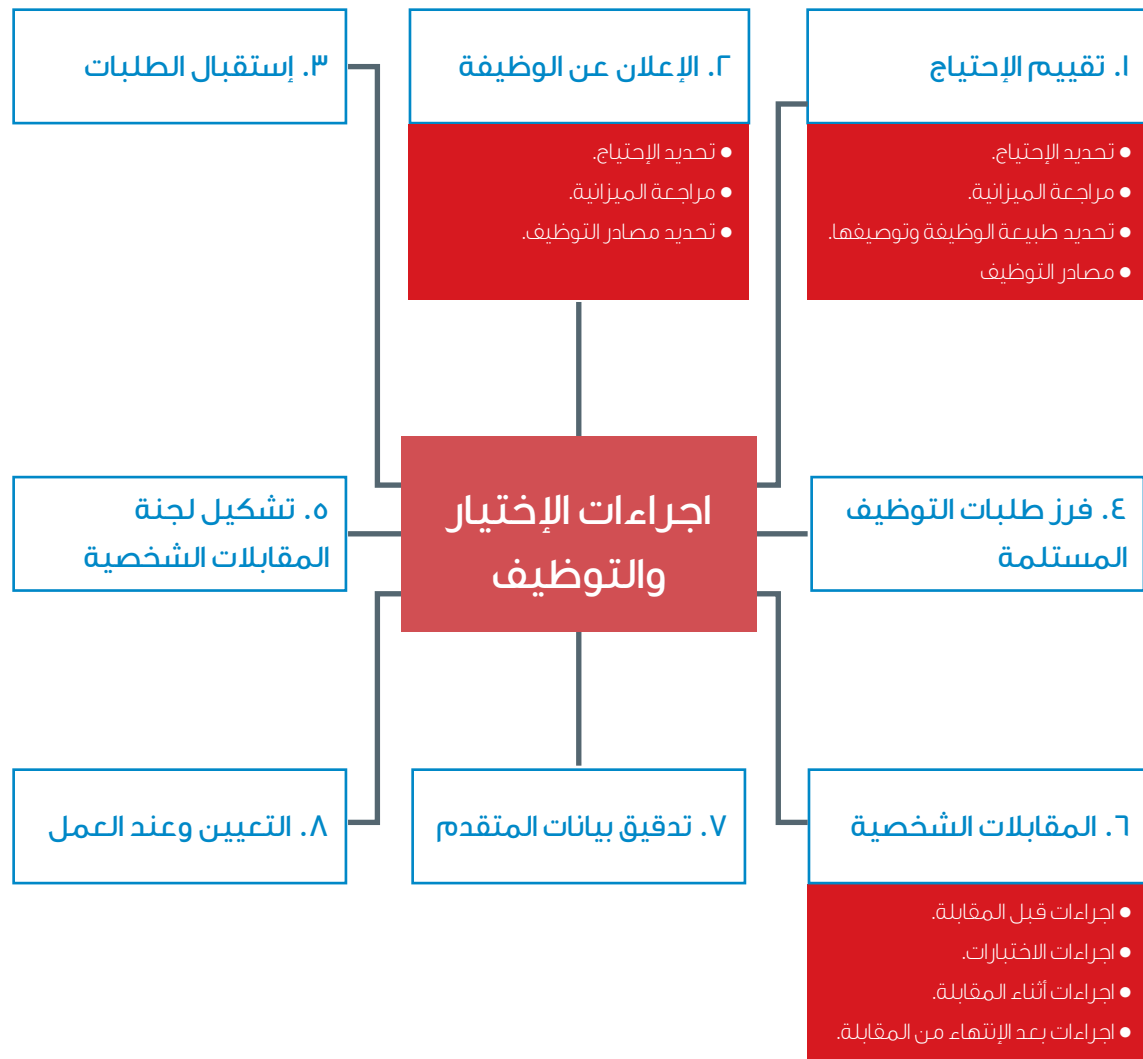 ١. تقييم الإحتياج
● تحديد الإحتياج.
● مراجعة الميزانية.
● تحديد طبيعة الوظيفة وتوصيفها.
● مصادر التوظيف
٢. الإعلان عن الوظيفة
● تحديد الإحتياج.
● مراجعة الميزانية.
● تحديد مصادر التوظيف.
٣. إستقبال الطلبات
اجراءات الإختيار
والتوظيف
٤. فرز طلبات التوظيف
المستلمة
٥. تشكيل لجنة
المقابلات الشخصية
٦. المقابلات الشخصية
● اجراءات قبل المقابلة.
● اجراءات الاختبارات.
● اجراءات أثناء المقابلة.
● اجراءات بعد الإنتهاء من المقابلة.
٧. تدقيق بيانات المتقدم
٨. التعيين وعند العمل